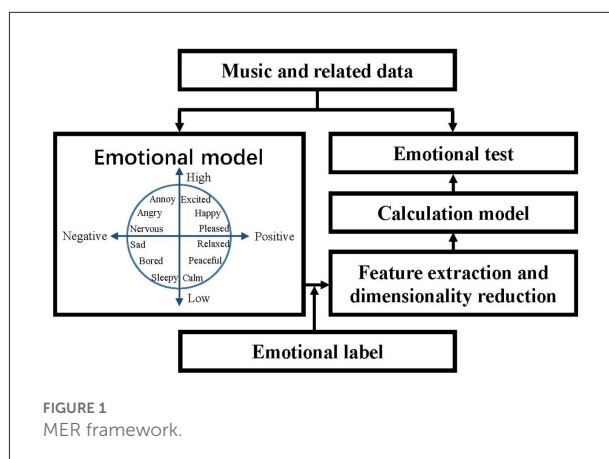 Music and related data
Emotional model
High
Annoy Excited
Angry Happy
Nervous Pleased
Negative Positive
Sad Relaxed
Bored Peaceful
Sleepy Calm
Low
Emotional test
Calculation model
Feature extraction and
dimensionality reduction
Emotional label
FIGURE 1
MER framework.